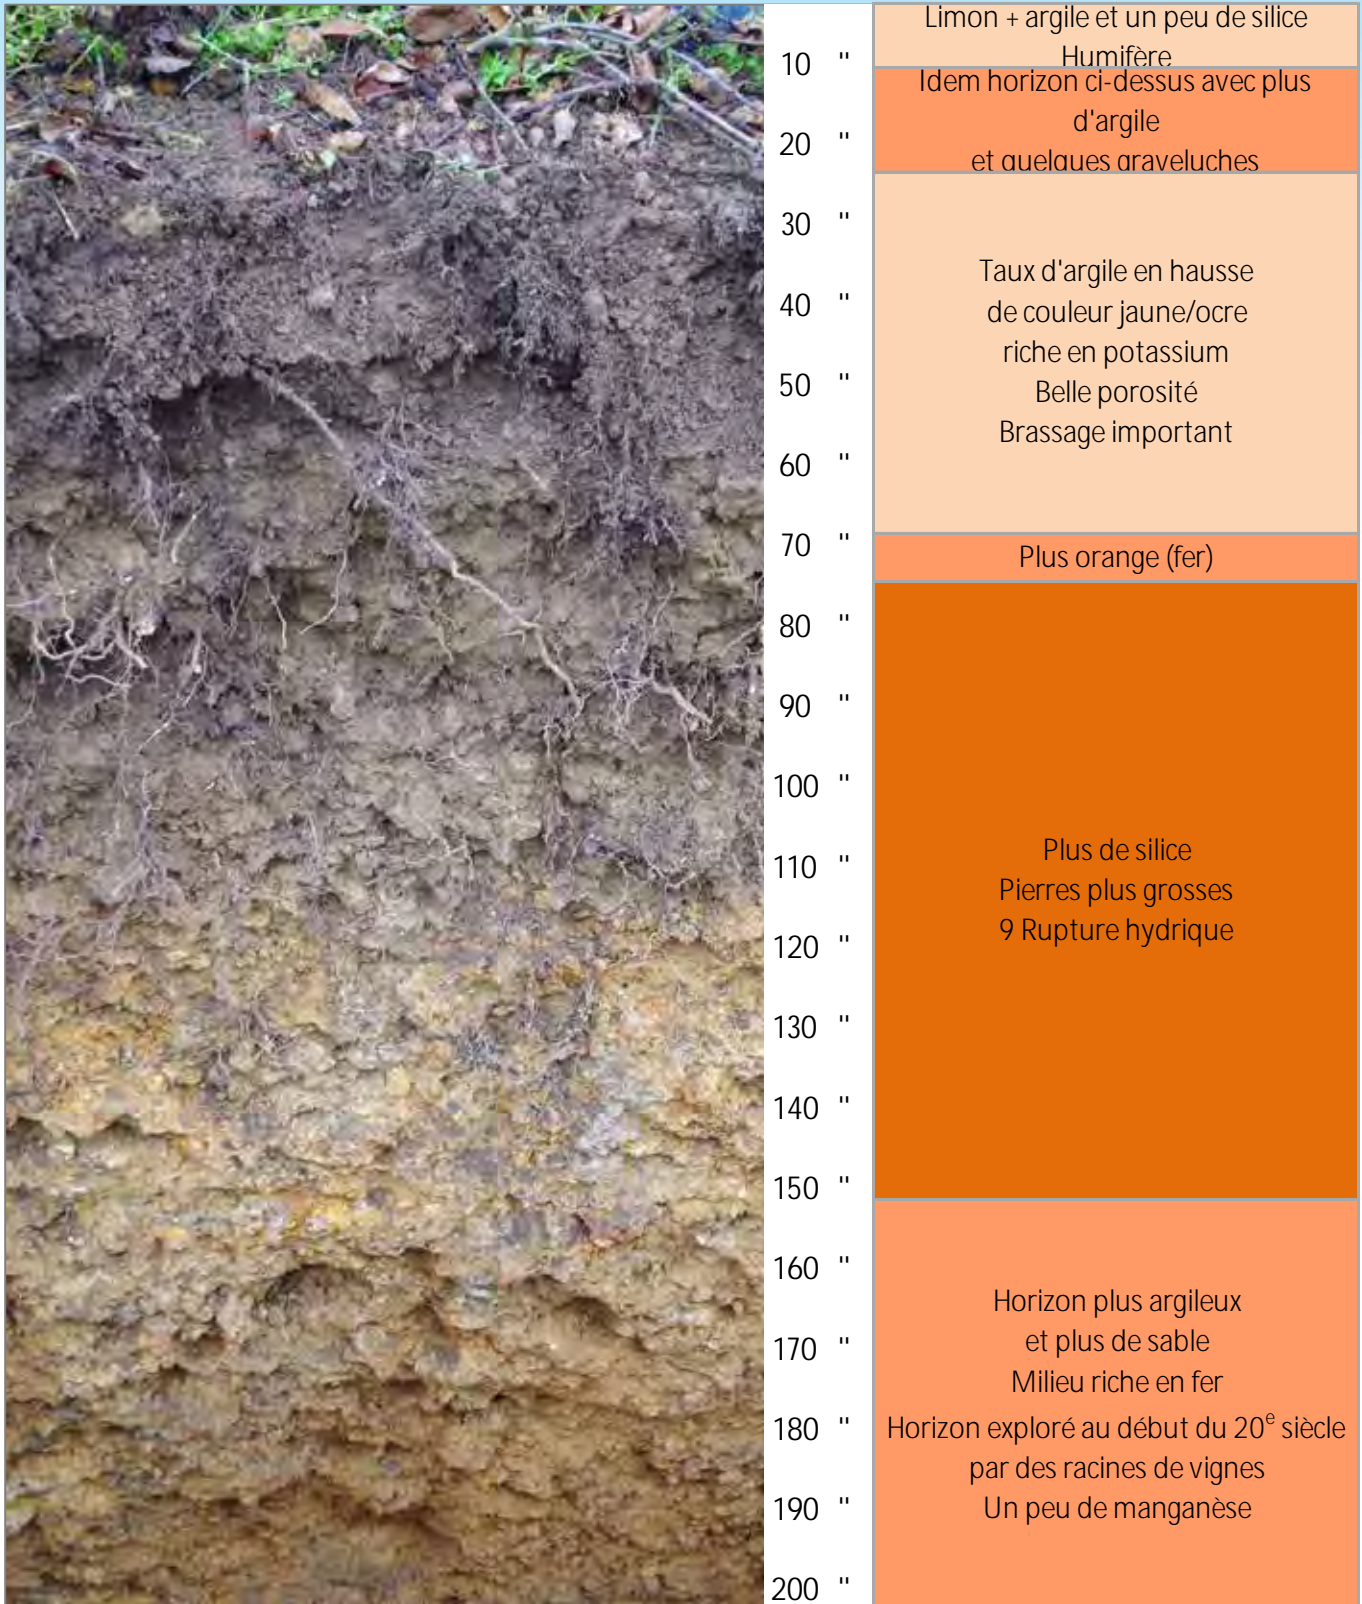 10 "
20 "
30 "
40 "
50 "
60 "
70 "
80 "
90 "
100 "
110 "
120 "
130 "
140 "
150 "
160 "
170 "
180 "
190 "
200 "
Limon + argile et un peu de silice
Humifère
Idem horizon ci-dessus avec plus
d'argile
et quelques graveluches
Taux d'argile en hausse
de couleur jaune/ocre
riche en potassium
Belle porosité
Brassage important
Plus orange (fer)
Plus de silice
Pierres plus grosses
9 Rupture hydrique
Horizon plus argileux
et plus de sable
Milieu riche en fer
Horizon exploré au début du 20e siècle
par des racines de vignes
Un peu de manganèse